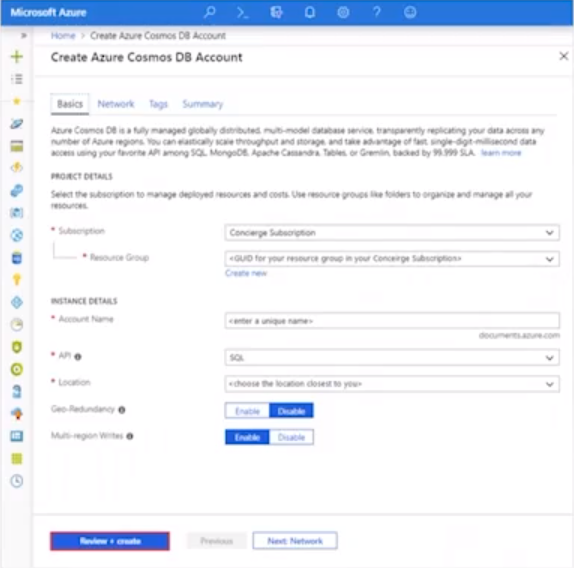 Microsoft Azure
Home > Create Azure Cosmos DB Account
Create Azure Cosmos DB Account
Basics Network Tags Summary
Azure Cosmos DB is a fully managed globally distributed, multi-model database service, transparently replicating your data across any
number of Azure regions. You can elastically scale throughput and storage, and take advantage of fast, single-digit-millisecond data
access using your favorite API among SQL, MongoDB, Apache Cassandra, Tables, or Gremlin, backed by 99.999 SLA. learn more
PROJECT DETAILS
Select the subscription to manage deployed resources and costs. Use resource groups like folders to organize and manage all your
resources.
* Subscription
Concierge Subscription
* Resource Group
<GUID for your resource group in your Conceirge Subscription>
Create new
INSTANCE DETAILS
* Account Name
<enter a unique name>
documents.azure.com
* API
SQL
* Location
<choose the location closest to you>
Geo-Redundancy
Enable Disable
Multi-region Writes
Enable Disable
Review + create Previous Next: Network